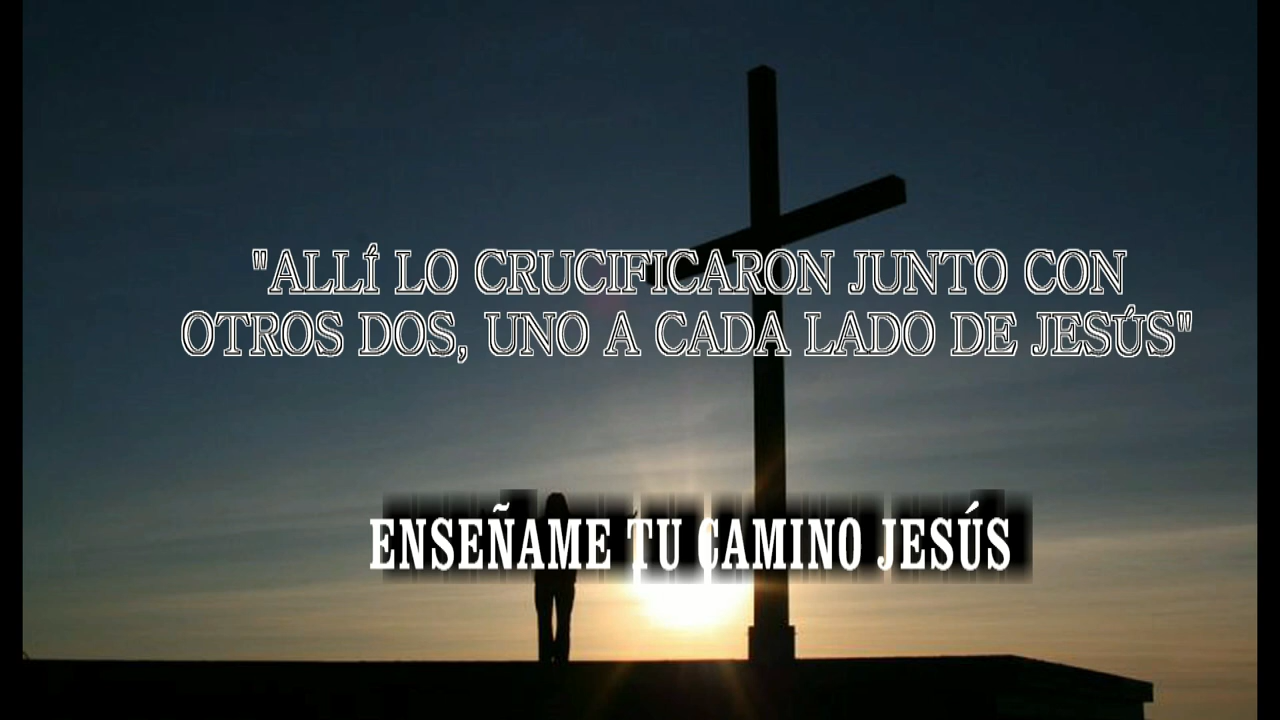 "ALLÍ LO CRUCIFICARON JUNTO CON
OTROS DOS, UNO A CADA LADO DE JESÚS"
ENSEÑAME TU CAMINO JESÚS